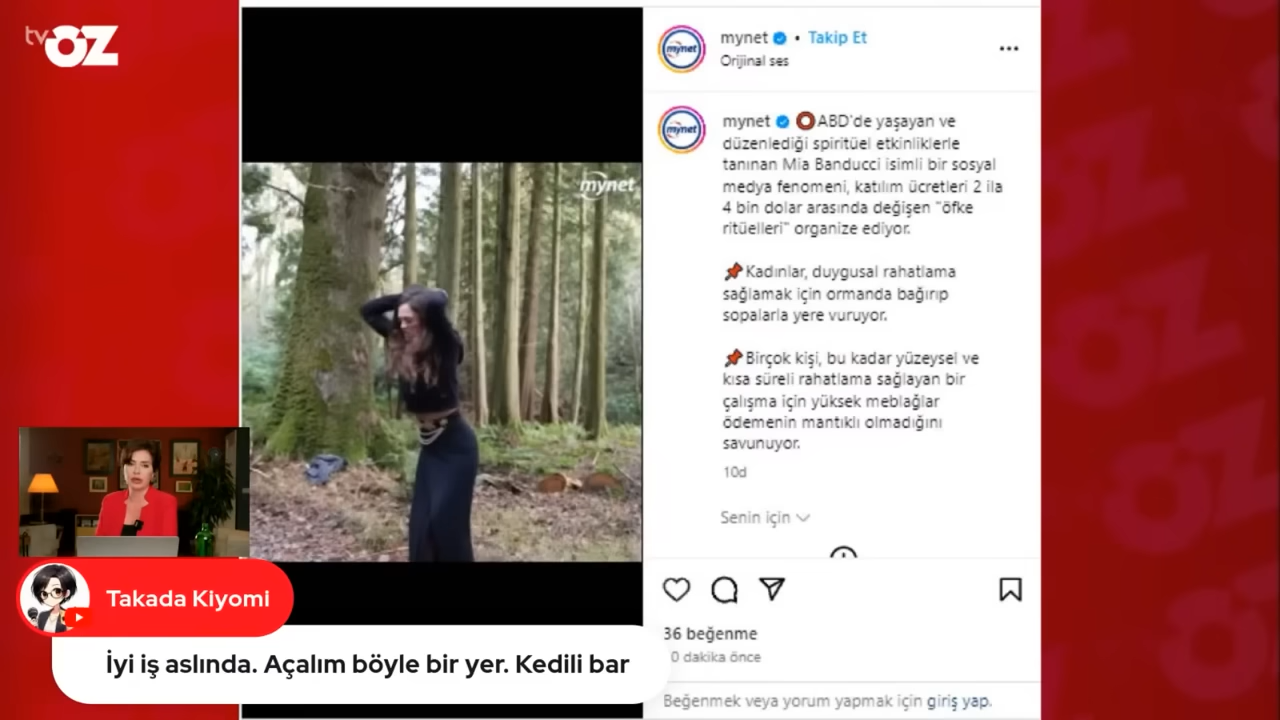 tv ÖZ
mynet • Takip Et
Orijinal ses
mynet ABD'de yaşayan ve
düzenlediği spiritüel etkinliklerle
tanınan Mia Banducci isimli bir sosyal
medya fenomeni, katılım ücretleri 2 ila
4 bin dolar arasında değişen "öfke
ritüelleri" organize ediyor.
📌Kadınlar, duygusal rahatlama
sağlamak için ormanda bağırıp
sopalarla yere vuruyor.
📌Birçok kişi, bu kadar yüzeysel ve
kısa süreli rahatlama sağlayan bir
çalışma için yüksek meblağlar
ödemenin mantıklı olmadığını
savunuyor.
10d
Senin için
36 beğenme
0 dakika önce
Beğenmek veya yorum yapmak için giriş yap.
mynet
mynet
mynet
Takada Kiyomi
İyi iş aslında. Açalım böyle bir yer. Kedili bar